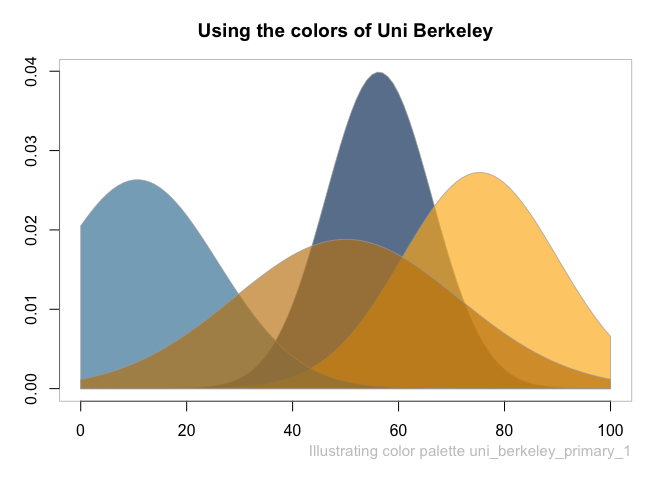 Using the colors of Uni Berkeley
0.04
0.03
0.02
0.01
0.00
0 20 40 60 80 100
Illustrating color palette uni_berkeley_primary_1